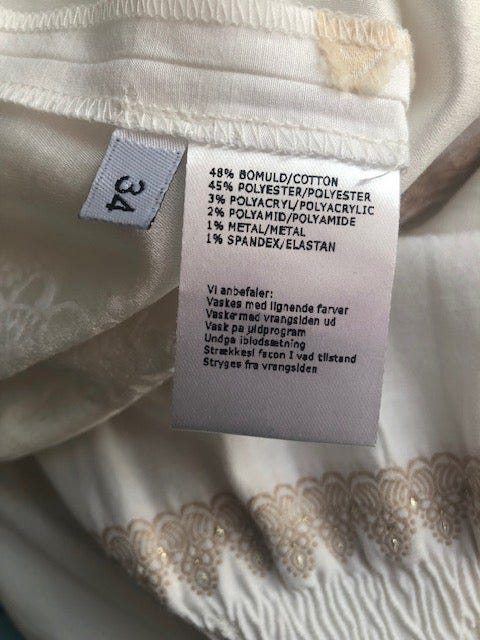 34
48% BOMULD/COTTON
45% POLYESTER/POLYESTER
3% POLYACRYL/POLYACRYLIC
2% POLYAMID/POLYAMIDE
1% METAL/METAL
1% SPANDEX/ELASTAN
Vi anbefaler:
Vaskes med lignende farver
Vaskes med vrangsiden ud
Vask på uldprogram
Undgå iblødsætning
Strækkes i facon i våd tilstand
Stryges fra vrangsiden